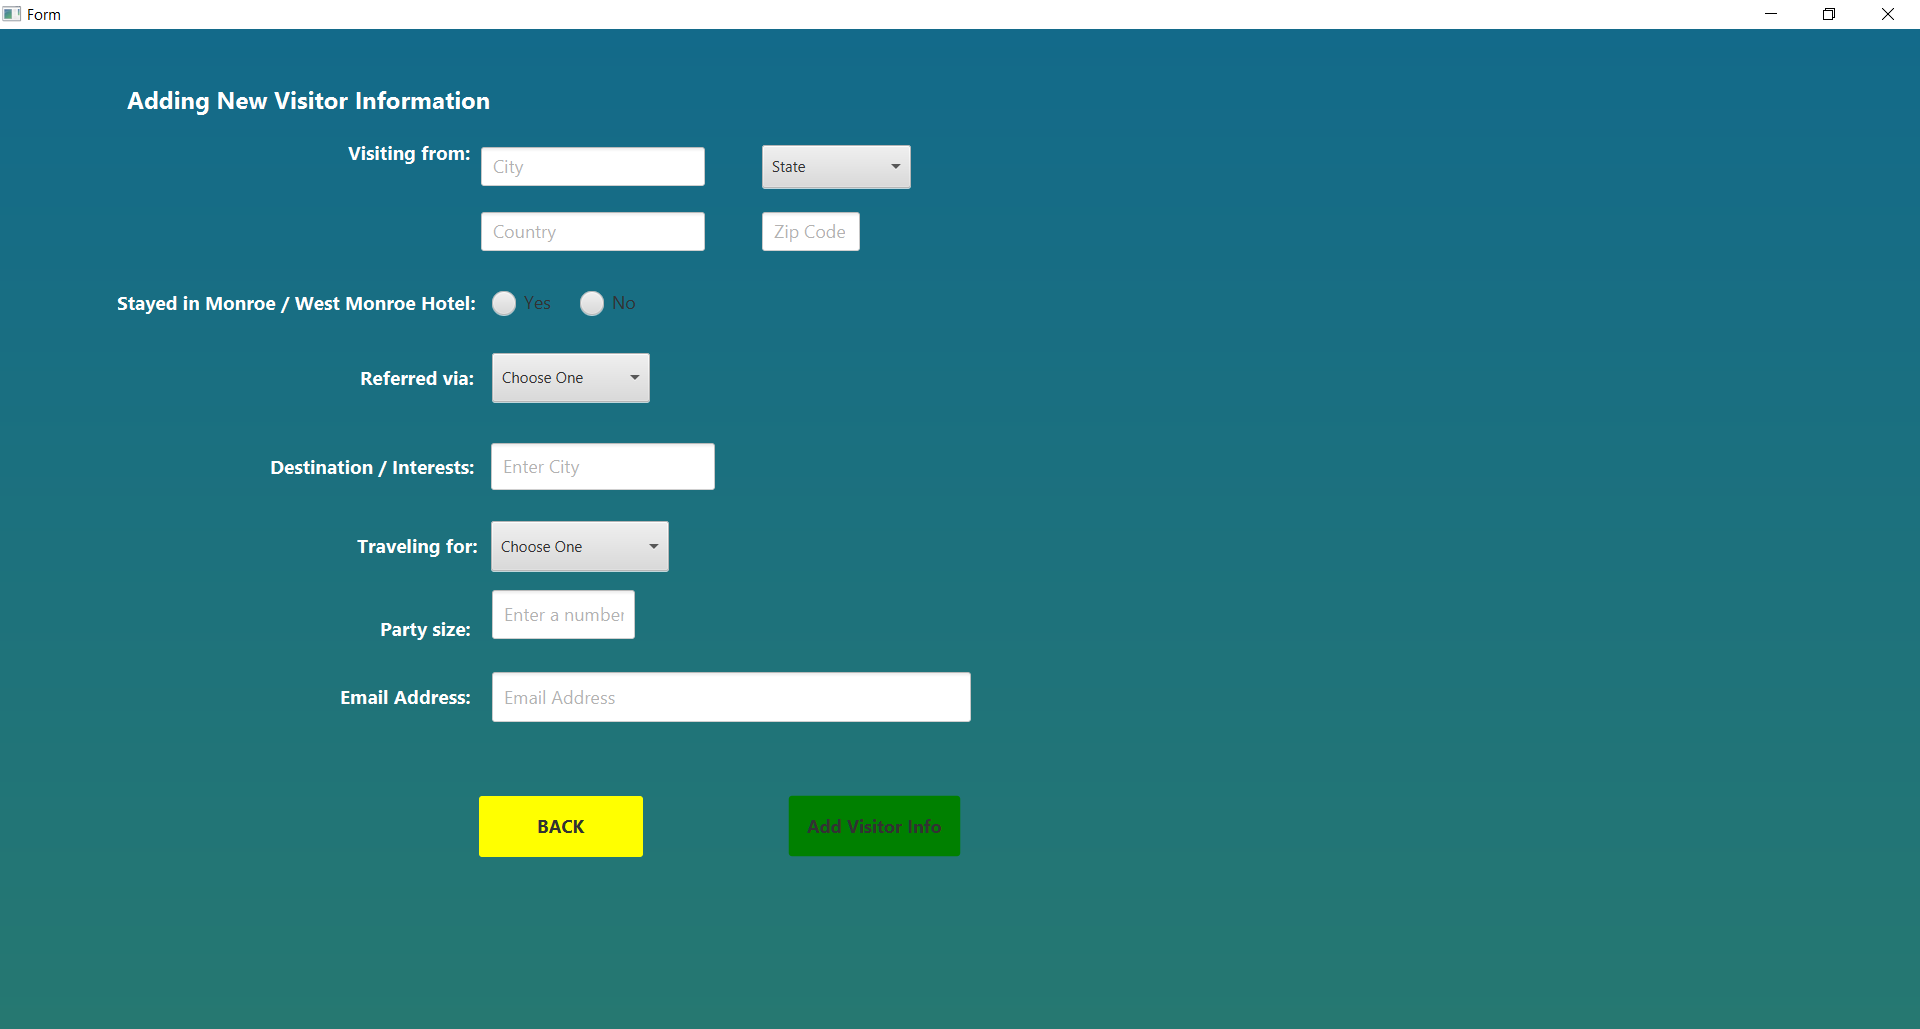 Form
Adding New Visitor Information
Visiting from: City State
Country Zip Code
Stayed in Monroe / West Monroe Hotel: Yes No
Referred via: Choose One
Destination / Interests: Enter City
Traveling for: Choose One
Party size: Enter a number
Email Address: Email Address
BACK Add Visitor Info